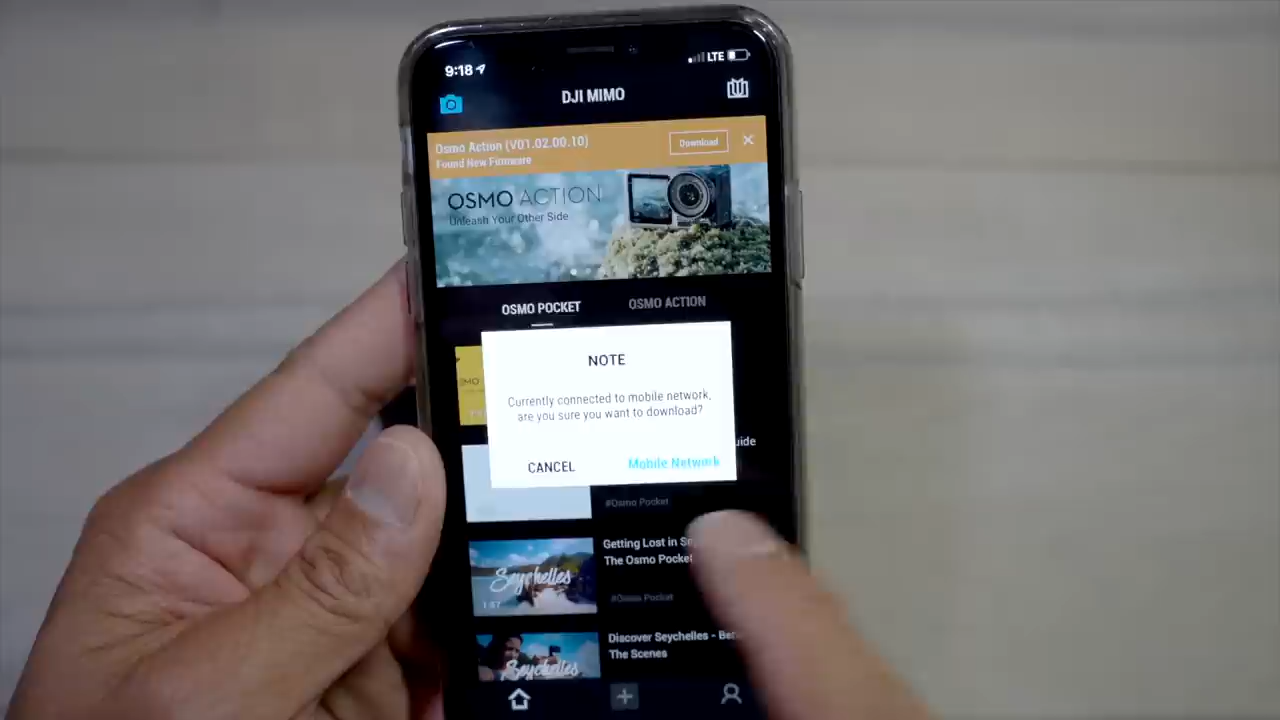 9:18
LTE
DJI MIMO
Osmo Action (V01.02.00.10)
Found New Firmware
Download
OSMO ACTION
Unleash Your Other Side
OSMO POCKET
OSMO ACTION
NOTE
Currently connected to mobile network,
are you sure you want to download?
CANCEL
Mobile Network
#Osmo Pocket
Getting Lost in
The Osmo Pocket
Seychelles
1:57
#Osmo Pocket
Discover Seychelles -
The Scenes
Seychelles